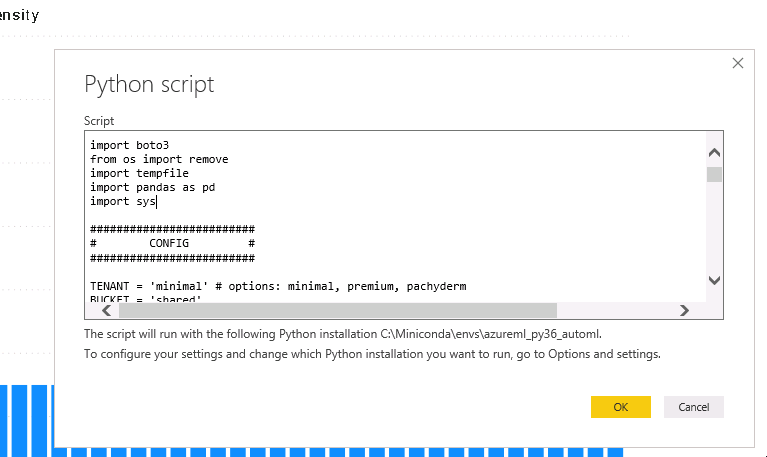 ensity
Python script
Script
import boto3
from os import remove
import tempfile
import pandas as pd
import sys
#########################
# CONFIG #
#########################
TENANT = 'minimal' # options: minimal, premium, pachyderm
BUCKET = 'shared'
The script will run with the following Python installation C:\Miniconda\envs\azureml_py36_automl.
To configure your settings and change which Python installation you want to run, go to Options and settings.
OK
Cancel